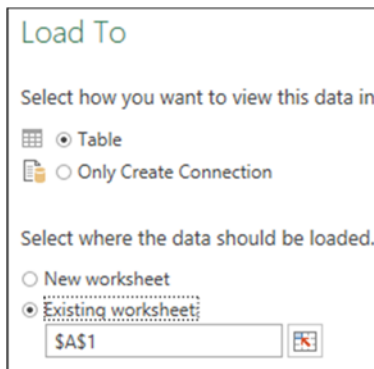 Load To
Select how you want to view this data in
Table
Only Create Connection
Select where the data should be loaded.
New worksheet
Existing worksheet:
$A$1